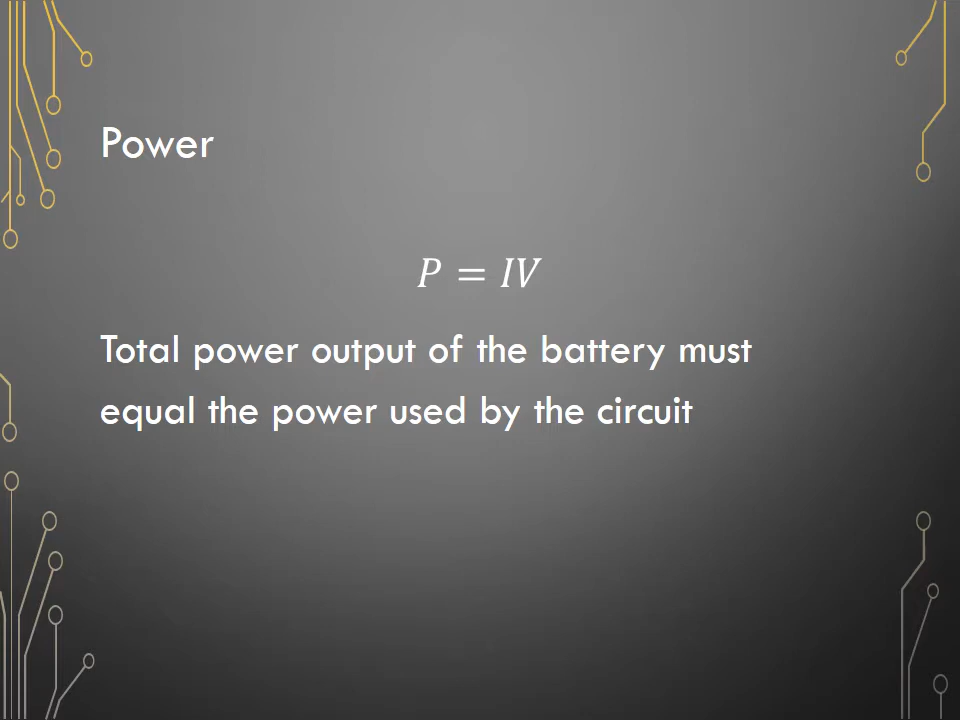 Power
P = IV
Total power output of the battery must
equal the power used by the circuit